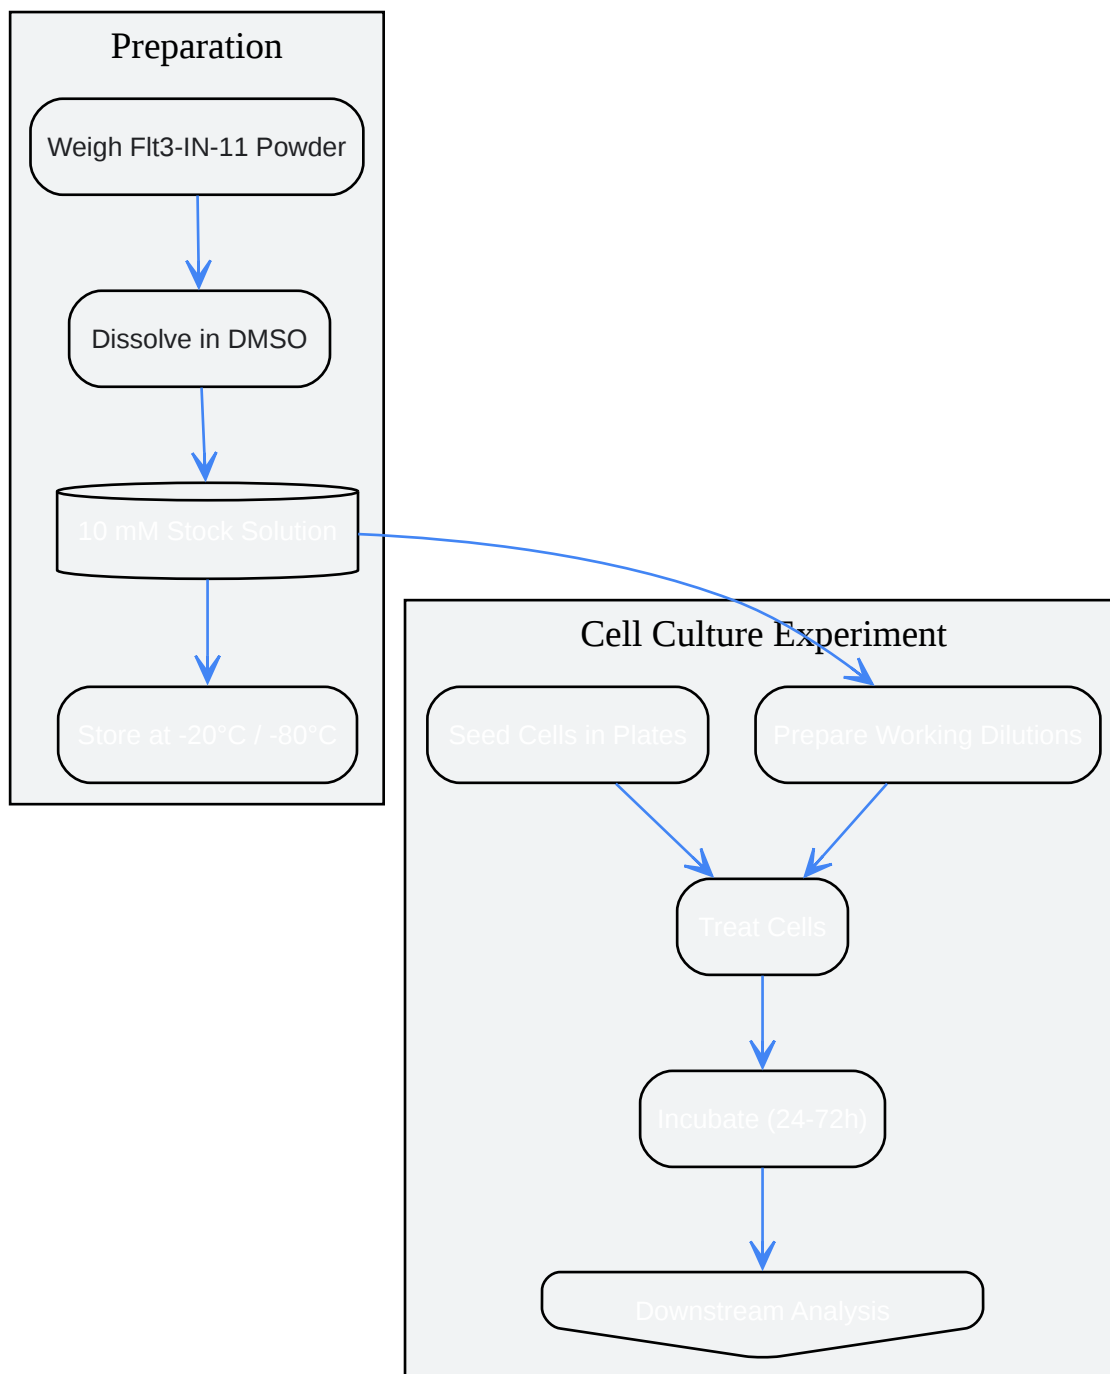 Preparation
Weigh Flt3-IN-11 Powder
Dissolve in DMSO
10 mM Stock Solution
Store at -20°C / -80°C
Cell Culture Experiment
Seed Cells in Plates
Prepare Working Dilutions
Treat Cells
Incubate (24-72h)
Downstream Analysis